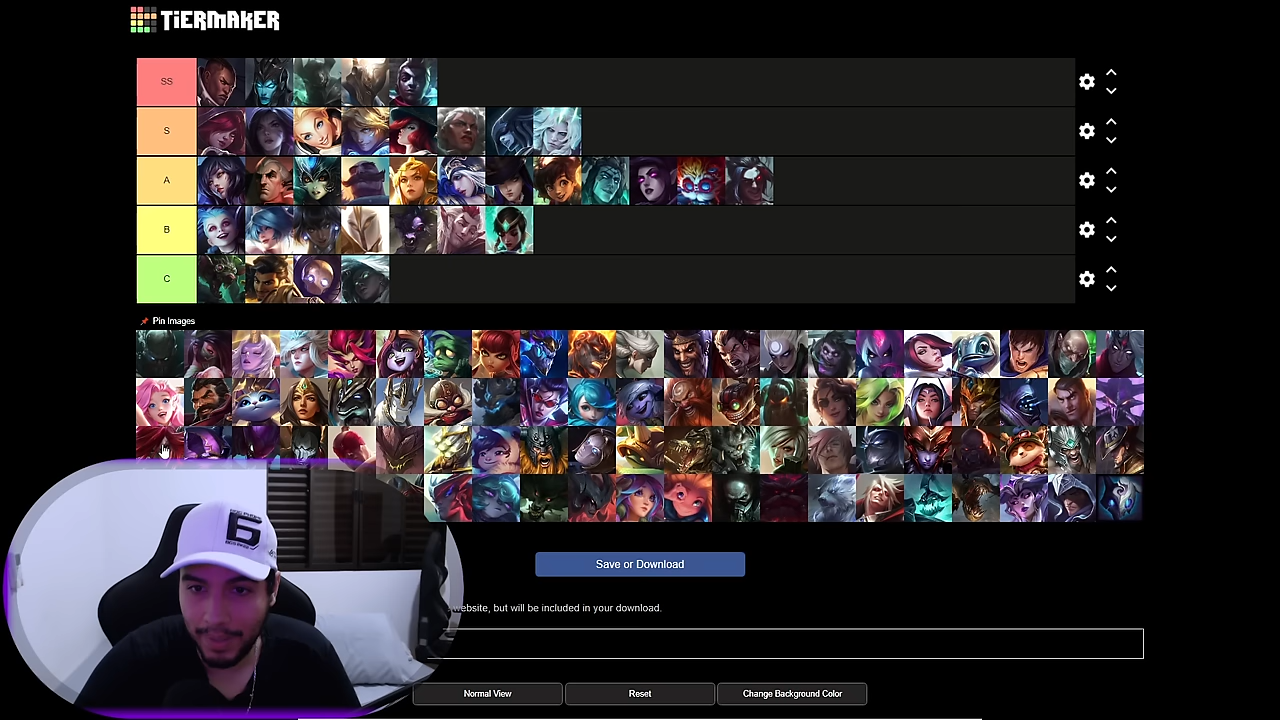 TiERMAKER
SS
S
A
B
C
Pin Images
Save or Download
website, but will be included in your download.
Normal View
Reset
Change Background Color